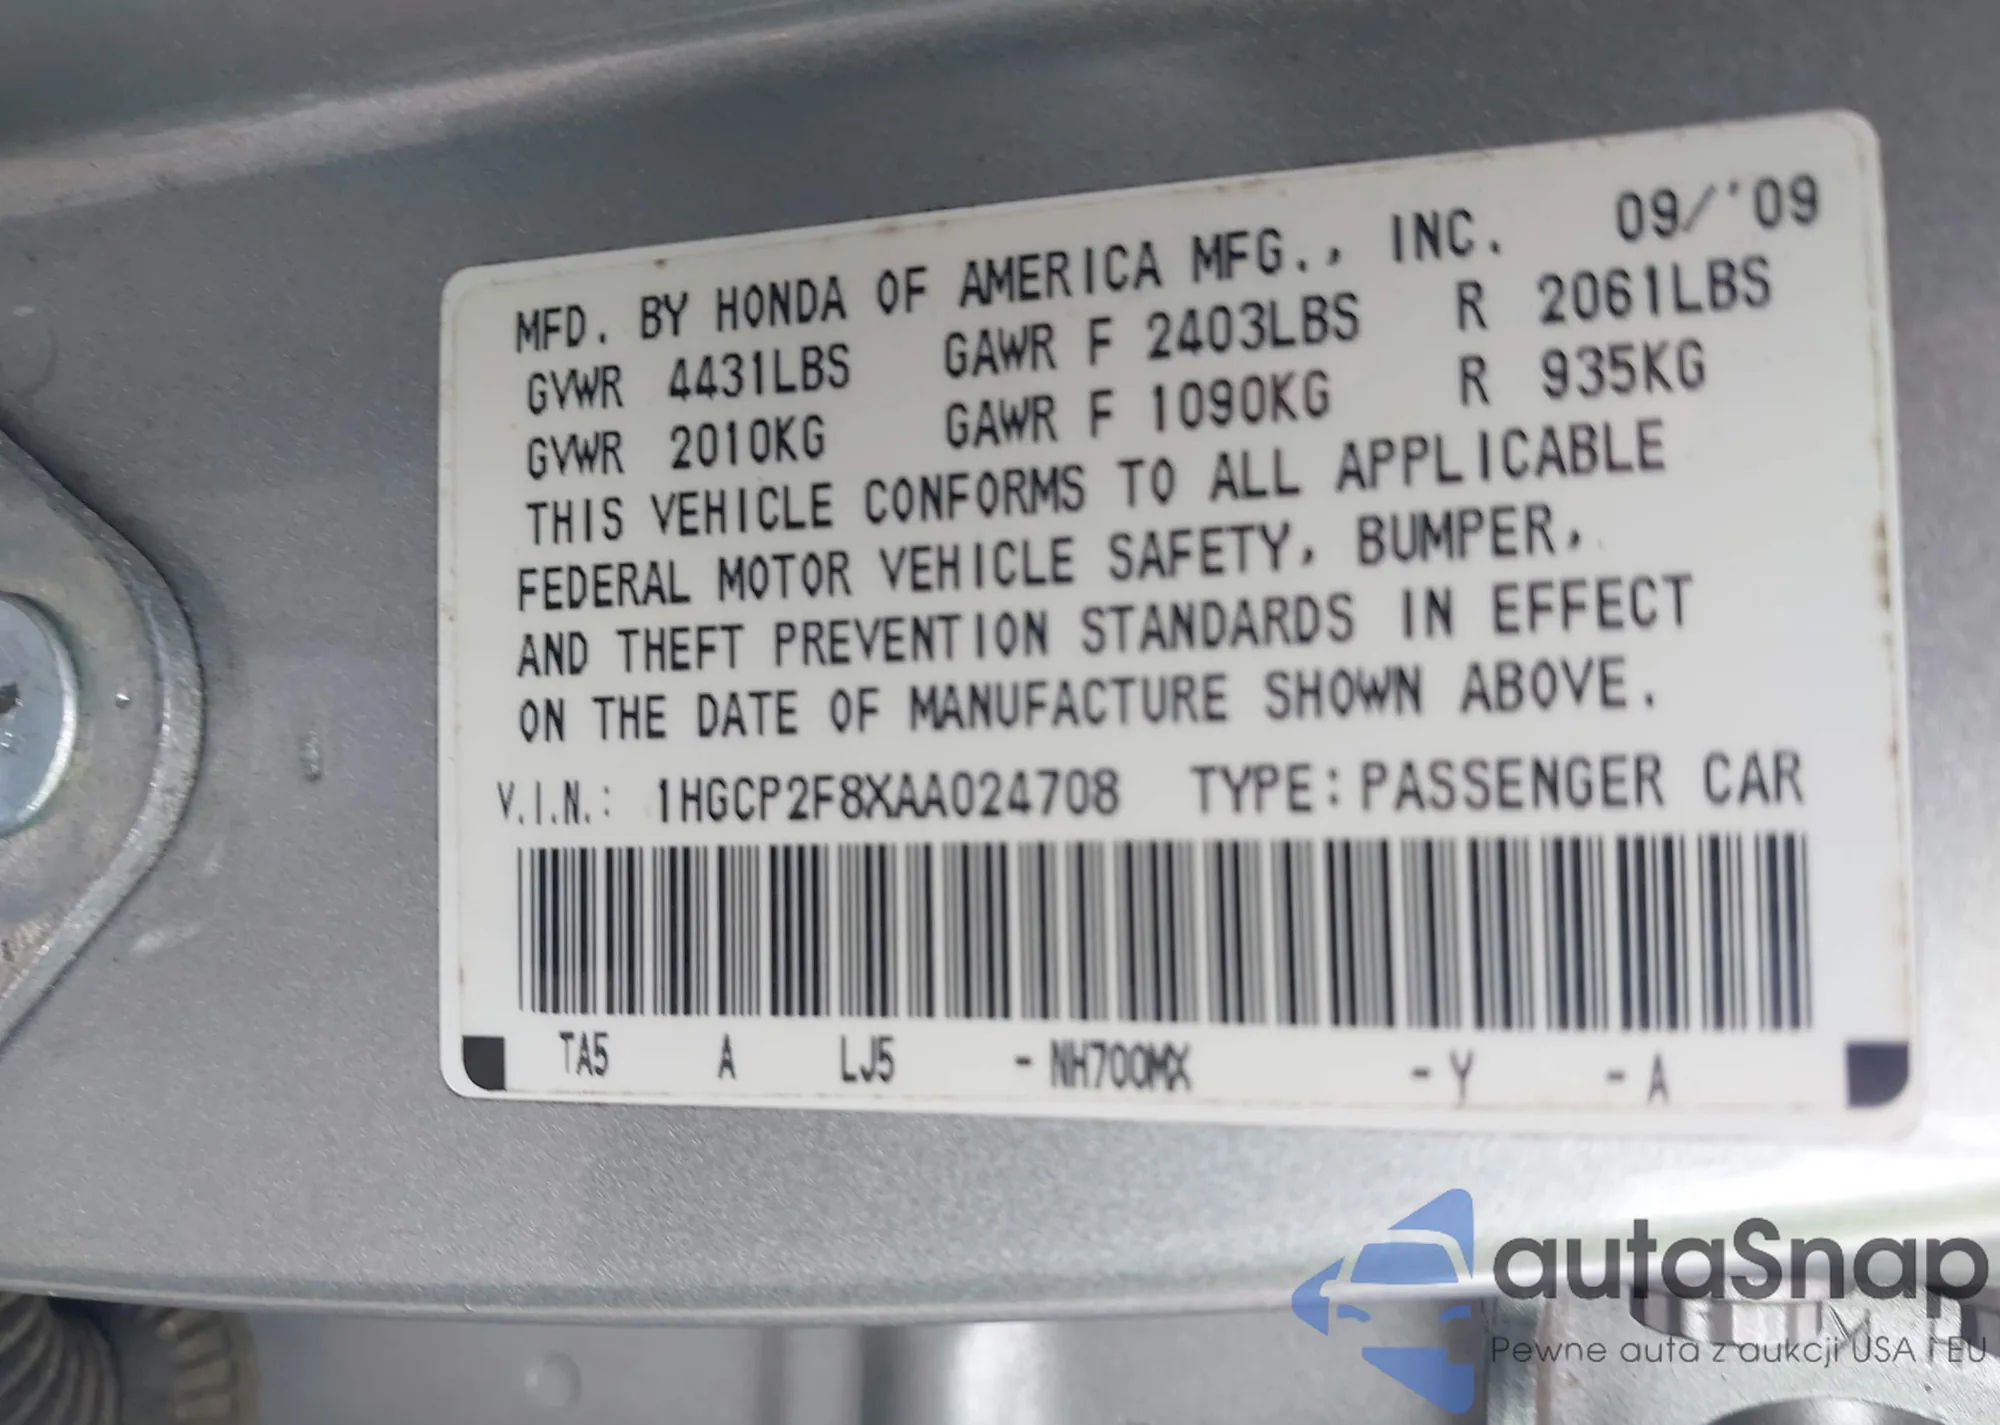 MFD. BY HONDA OF AMERICA MFG., INC. 09/'09
GVWR 4431LBS GAWR F 2403LBS R 2061LBS
GVWR 2010KG GAWR F 1090KG R 935KG
THIS VEHICLE CONFORMS TO ALL APPLICABLE
FEDERAL MOTOR VEHICLE SAFETY, BUMPER,
AND THEFT PREVENTION STANDARDS IN EFFECT
ON THE DATE OF MANUFACTURE SHOWN ABOVE.
V.I.N.: 1HGCP2F8XAA024708 TYPE:PASSENGER CAR
TA5 A LJ5 - NH700MX - Y - A
autaSnap
Pewne auta z aukcji USA i EU